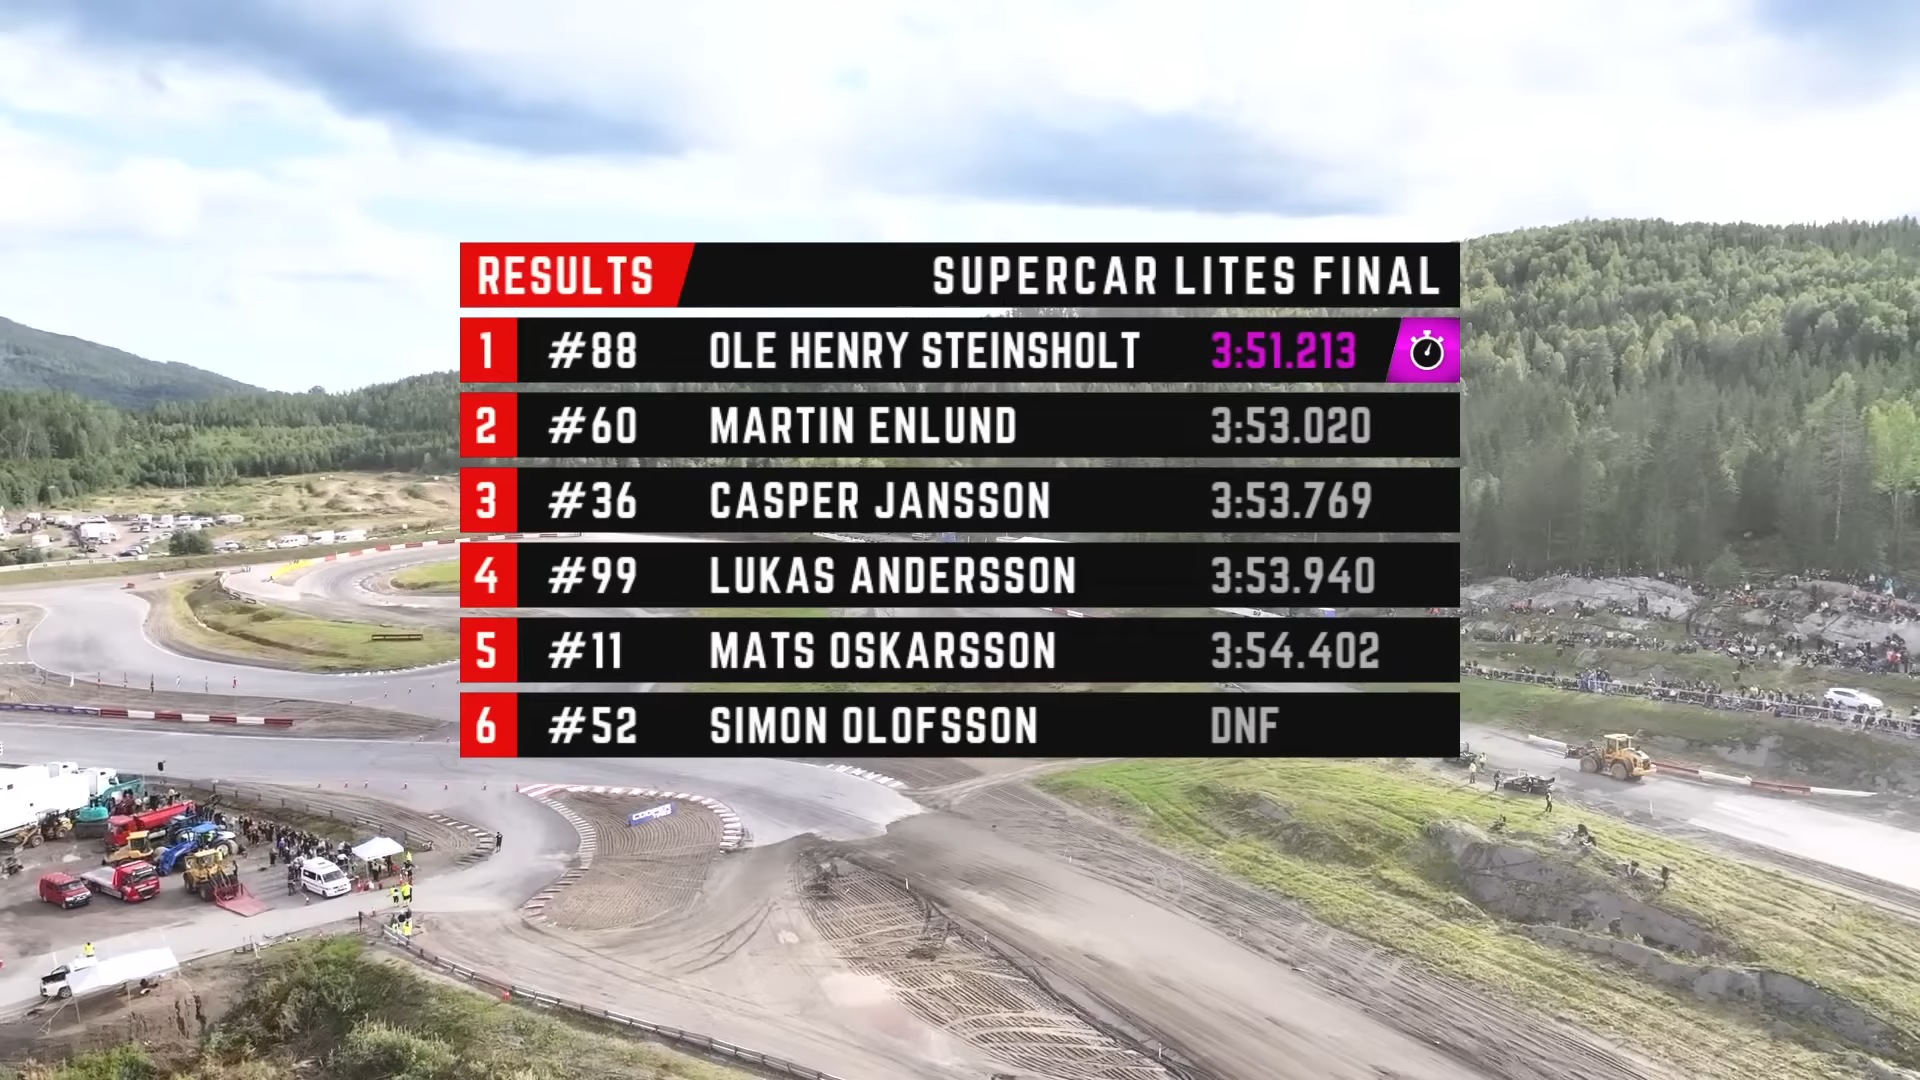 RESULTS SUPERCAR LITES FINAL
1 #88 OLE HENRY STEINSHOLT 3:51.213
2 #60 MARTIN ENLUND 3:53.020
3 #36 CASPER JANSSON 3:53.769
4 #99 LUKAS ANDERSSON 3:53.940
5 #11 MATS OSKARSSON 3:54.402
6 #52 SIMON OLOFSSON DNF